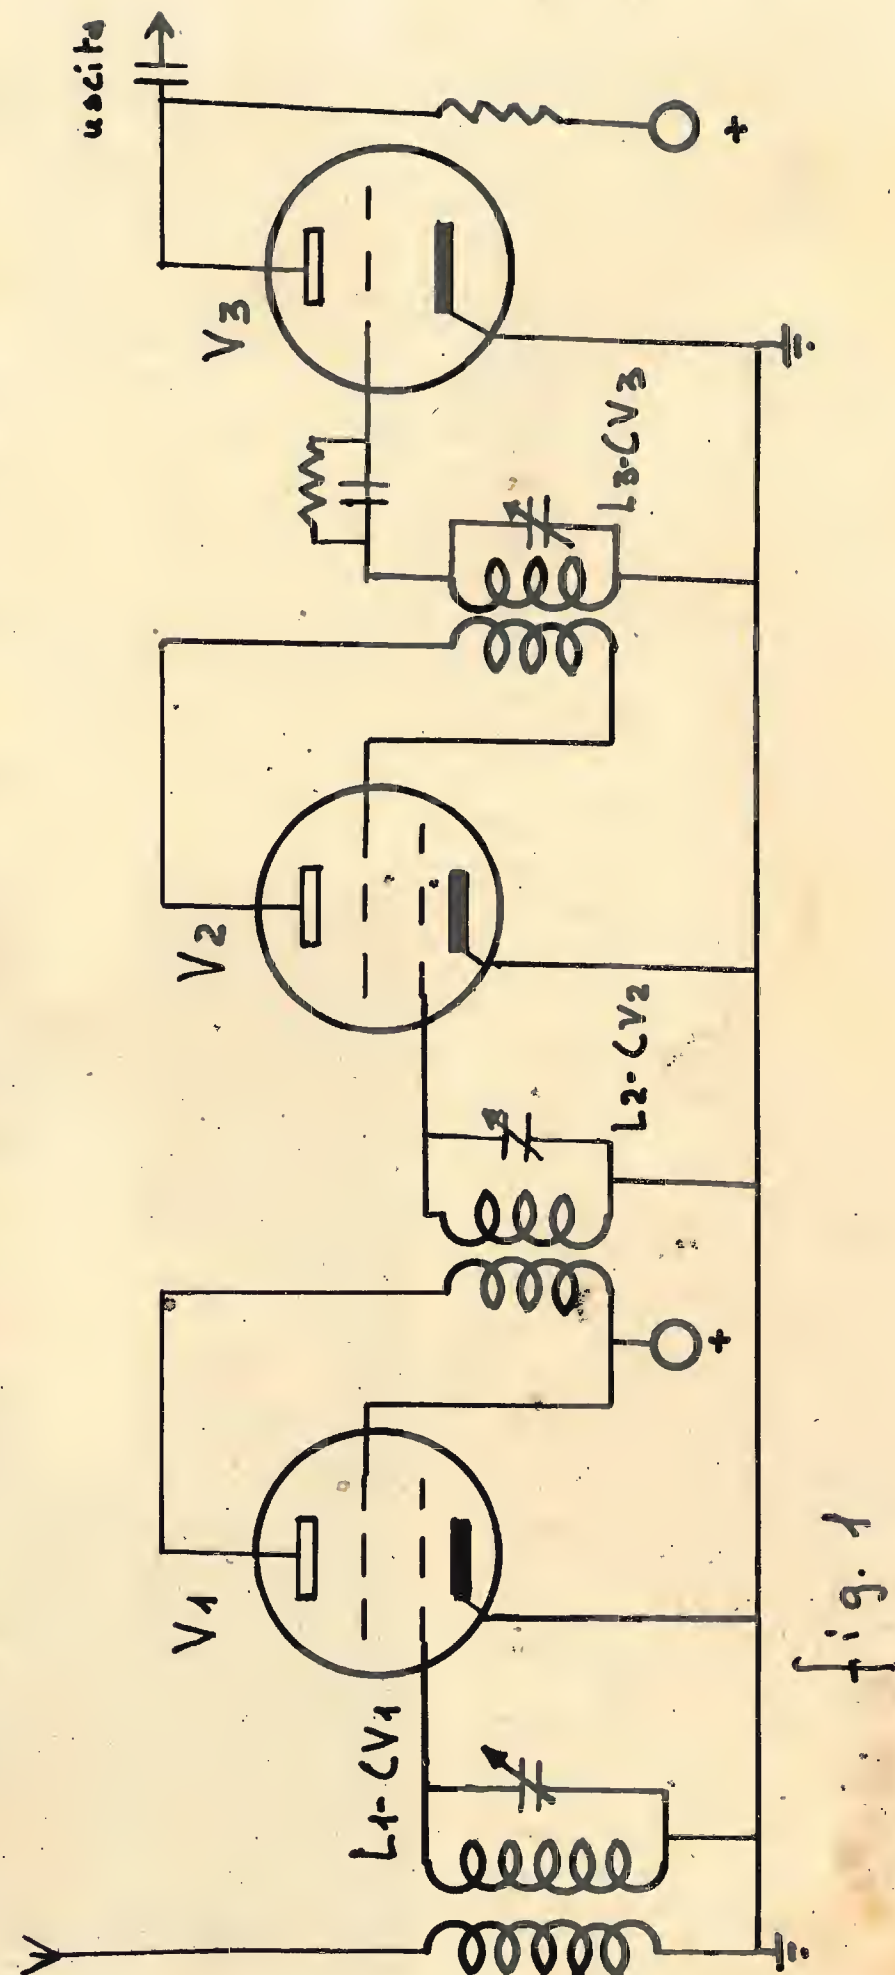 L1-CV1
V1
+
L2-CV2
V2
L3-CV3
V3
uscita
+
fig. 1